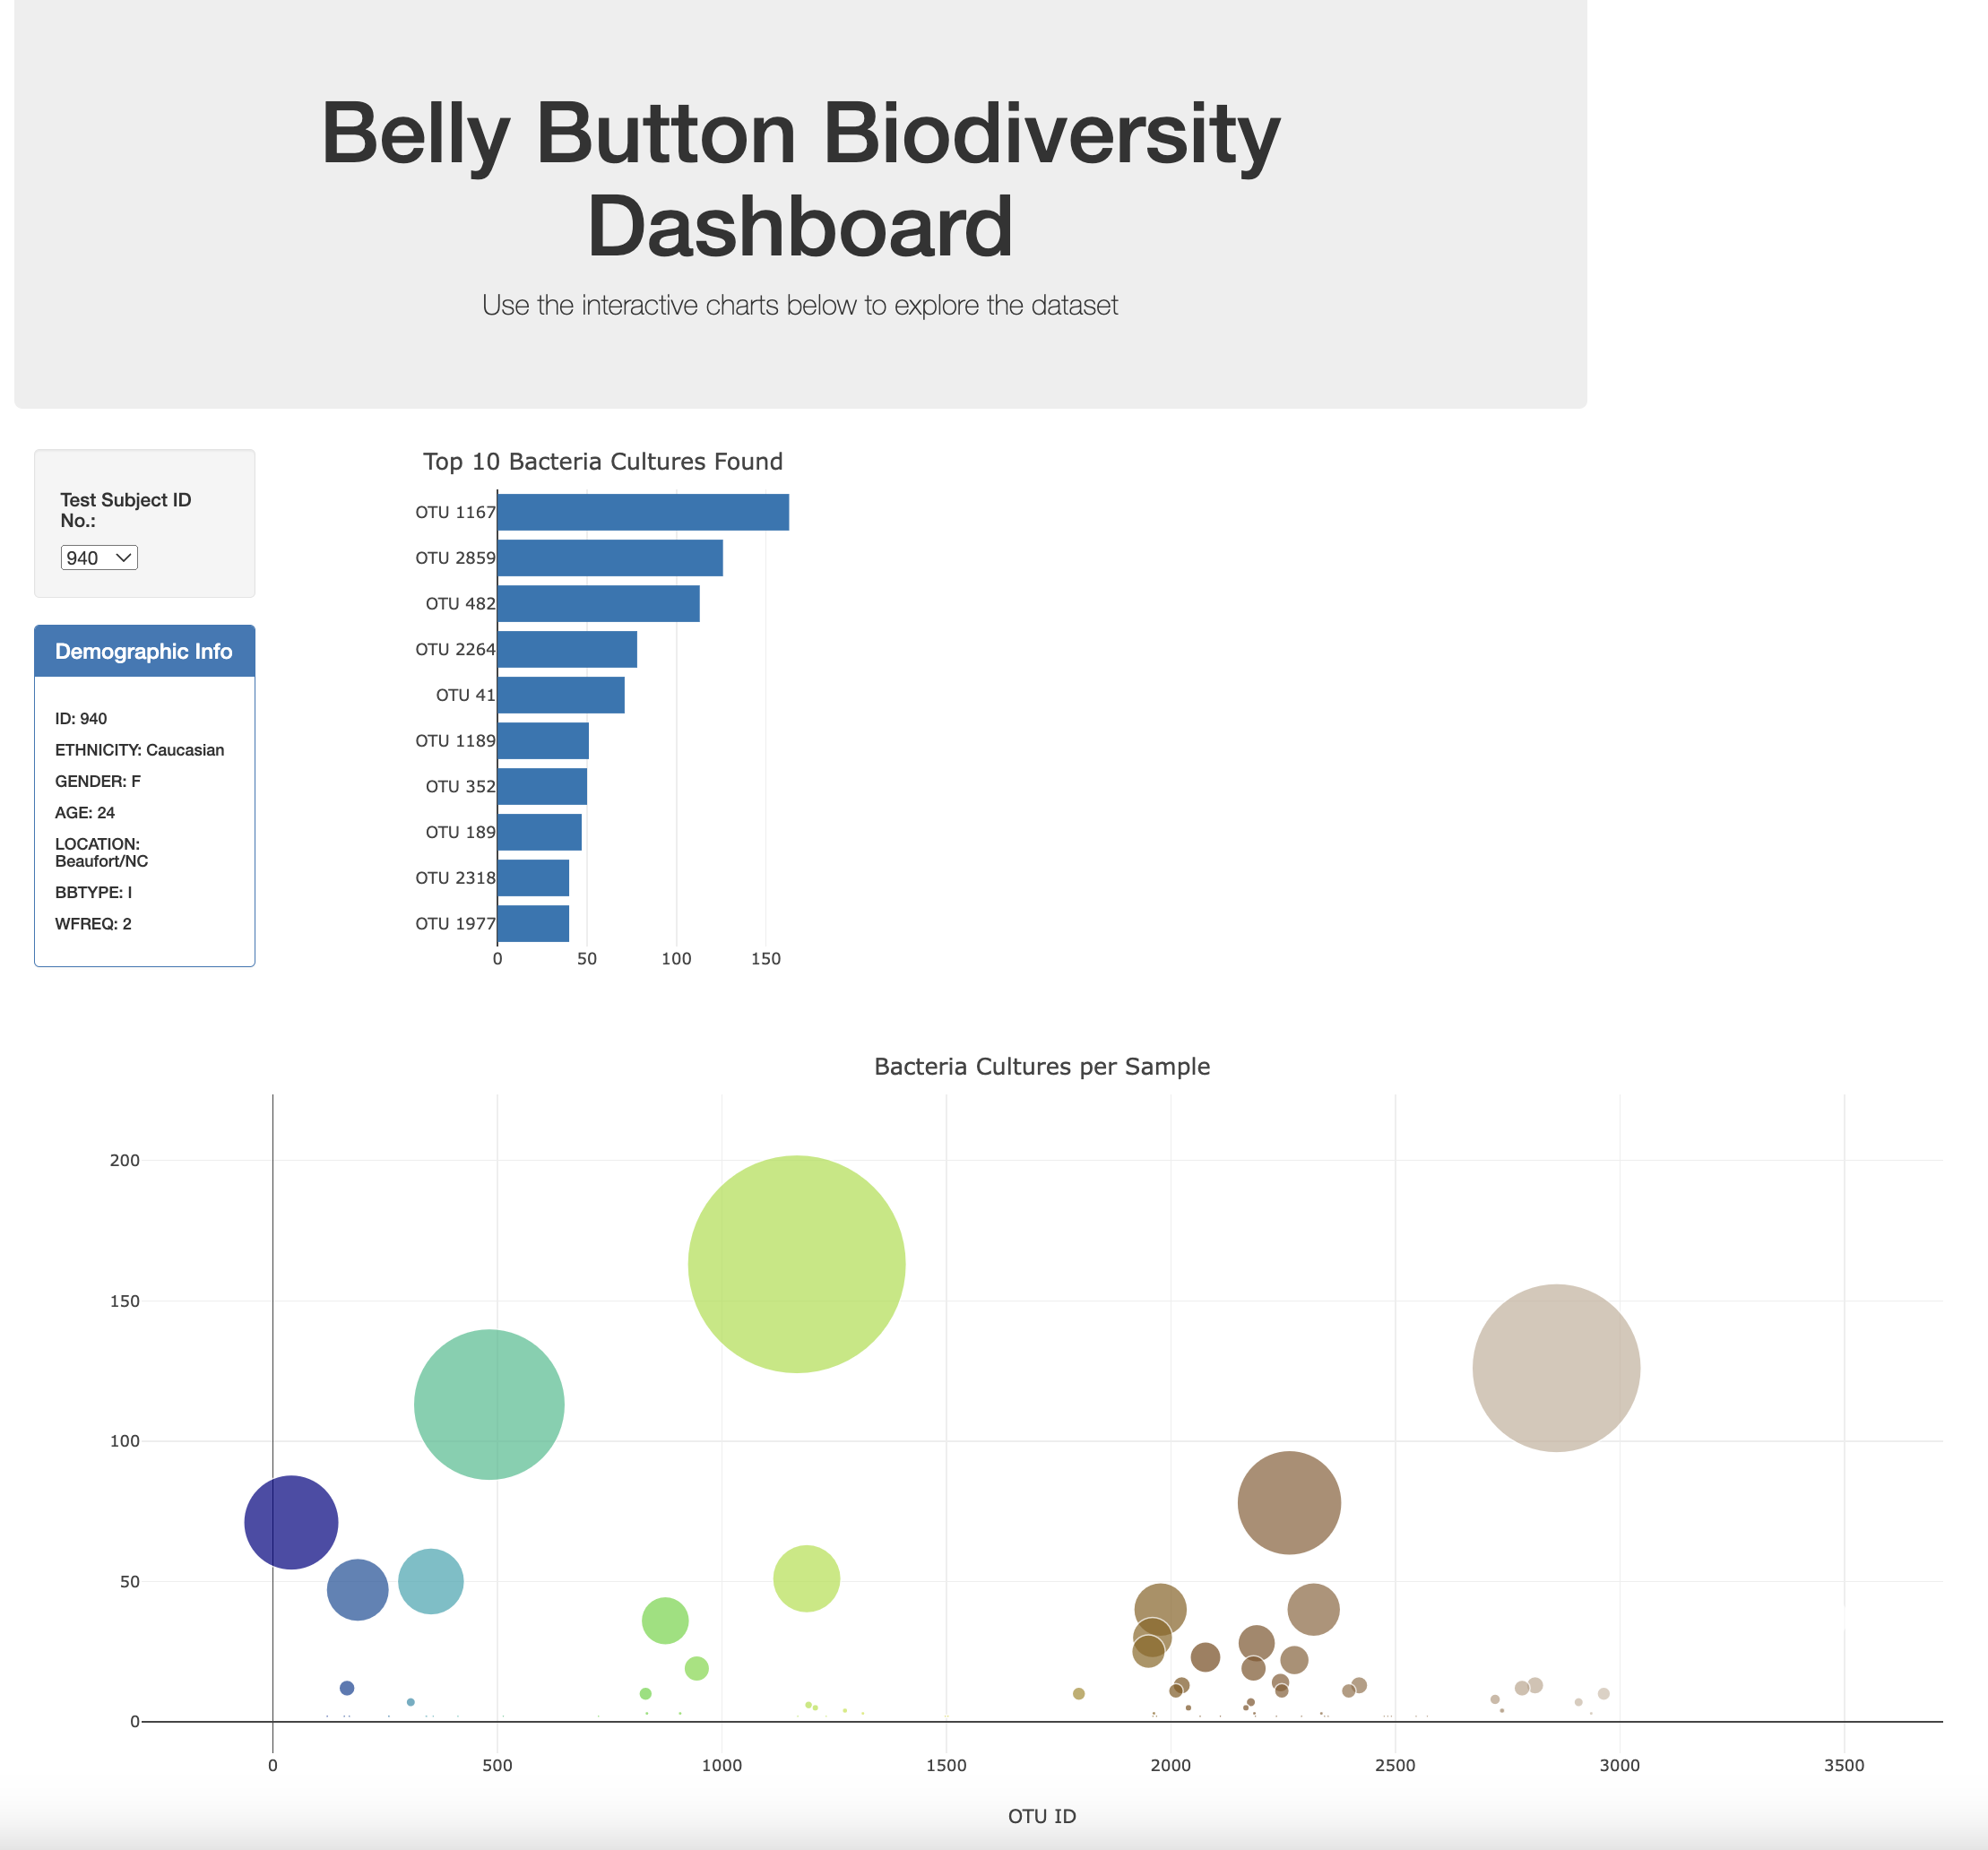 Belly Button Biodiversity
Dashboard
Use the interactive charts below to explore the dataset
Test Subject ID
No.:
940
Demographic Info
ID: 940
ETHNICITY: Caucasian
GENDER: F
AGE: 24
LOCATION:
Beaufort/NC
BBTYPE: I
WFREQ: 2
Top 10 Bacteria Cultures Found
OTU 1167
OTU 2859
OTU 482
OTU 2264
OTU 41
OTU 1189
OTU 352
OTU 189
OTU 2318
OTU 1977
0 50 100 150
Bacteria Cultures per Sample
200
150
100
50
0
0 500 1000 1500 2000 2500 3000 3500
OTU ID